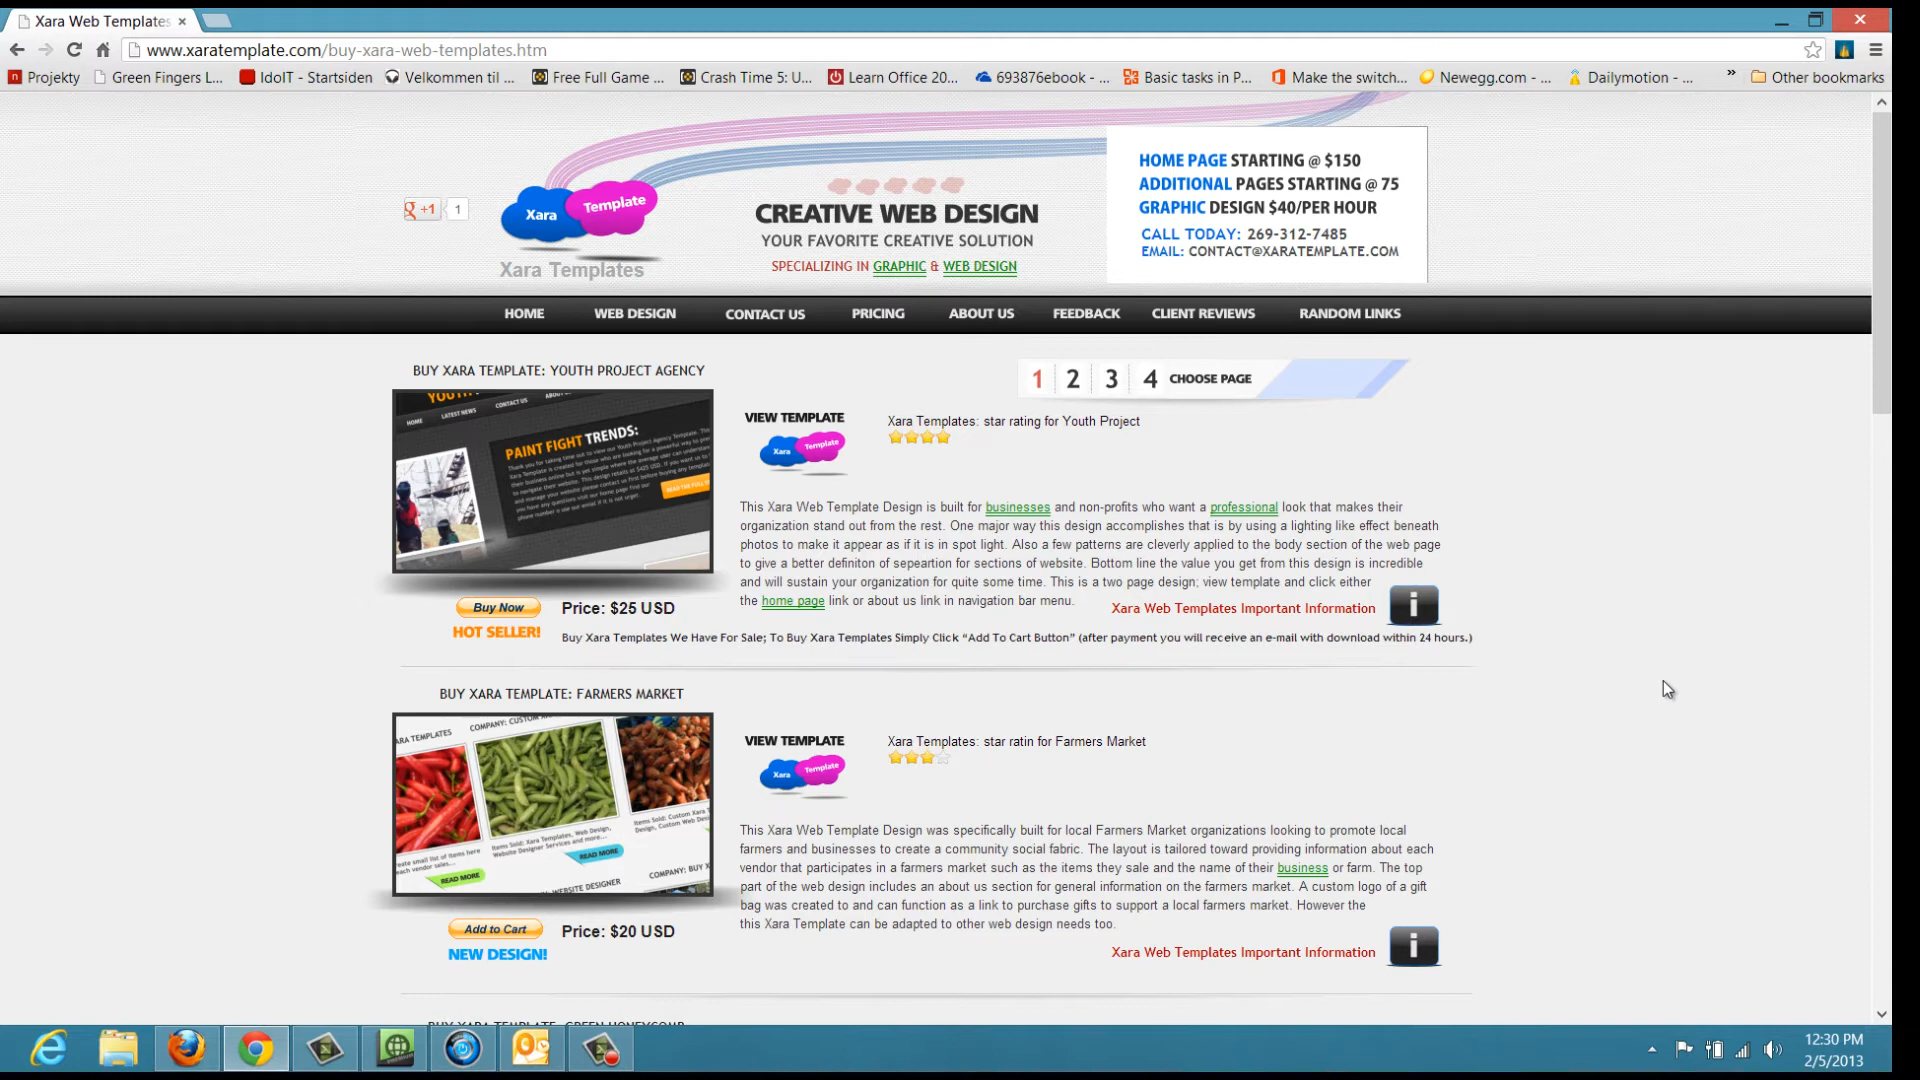 Xara Web Templates
www.xaratemplate.com/buy-xara-web-templates.htm
Projekty
Green Fingers L...
IdoIT - Startsiden
Velkommen til ...
Free Full Game ...
Crash Time 5: U...
Learn Office 20...
693876ebook - ...
Basic tasks in P...
Make the switch...
Newegg.com - ...
Dailymotion - ...
»
Other bookmarks
g +1
1
Xara Template
Xara Templates
CREATIVE WEB DESIGN
YOUR FAVORITE CREATIVE SOLUTION
SPECIALIZING IN GRAPHIC & WEB DESIGN
HOME PAGE STARTING @ $150
ADDITIONAL PAGES STARTING @ 75
GRAPHIC DESIGN $40/PER HOUR
CALL TODAY: 269-312-7485
EMAIL: CONTACT@XARATEMPLATE.COM
HOME WEB DESIGN CONTACT US PRICING ABOUT US FEEDBACK CLIENT REVIEWS RANDOM LINKS
BUY XARA TEMPLATE: YOUTH PROJECT AGENCY
1 2 3 4 CHOOSE PAGE
HOME LATEST NEWS CONTACT US
PAINT FIGHT TRENDS:
VIEW TEMPLATE
Xara Template
Xara Templates: star rating for Youth Project
This Xara Web Template Design is built for businesses and non-profits who want a professional look that makes their
organization stand out from the rest. One major way this design accomplishes that is by using a lighting like effect beneath
photos to make it appear as if it is in spot light. Also a few patterns are cleverly applied to the body section of the web page
to give a better definiton of sepeartion for sections of website. Bottom line the value you get from this design is incredible
and will sustain your organization for quite some time. This is a two page design; view template and click either
the home page link or about us link in navigation bar menu.
Xara Web Templates Important Information
i
Buy Now
Price: $25 USD
HOT SELLER!
Buy Xara Templates We Have For Sale; To Buy Xara Templates Simply Click “Add To Cart Button” (after payment you will receive an e-mail with download within 24 hours.)
BUY XARA TEMPLATE: FARMERS MARKET
READ MORE
READ MORE
VIEW TEMPLATE
Xara Template
Xara Templates: star ratin for Farmers Market
This Xara Web Template Design was specifically built for local Farmers Market organizations looking to promote local
farmers and businesses to create a community social fabric. The layout is tailored toward providing information about each
vendor that participates in a farmers market such as the items they sale and the name of their business or farm. The top
part of the web design includes an about us section for general information on the farmers market. A custom logo of a gift
bag was created to and can function as a link to purchase gifts to support a local farmers market. However the
this Xara Template can be adapted to other web design needs too.
Xara Web Templates Important Information
i
Add to Cart
Price: $20 USD
NEW DESIGN!
12:30 PM
2/5/2013